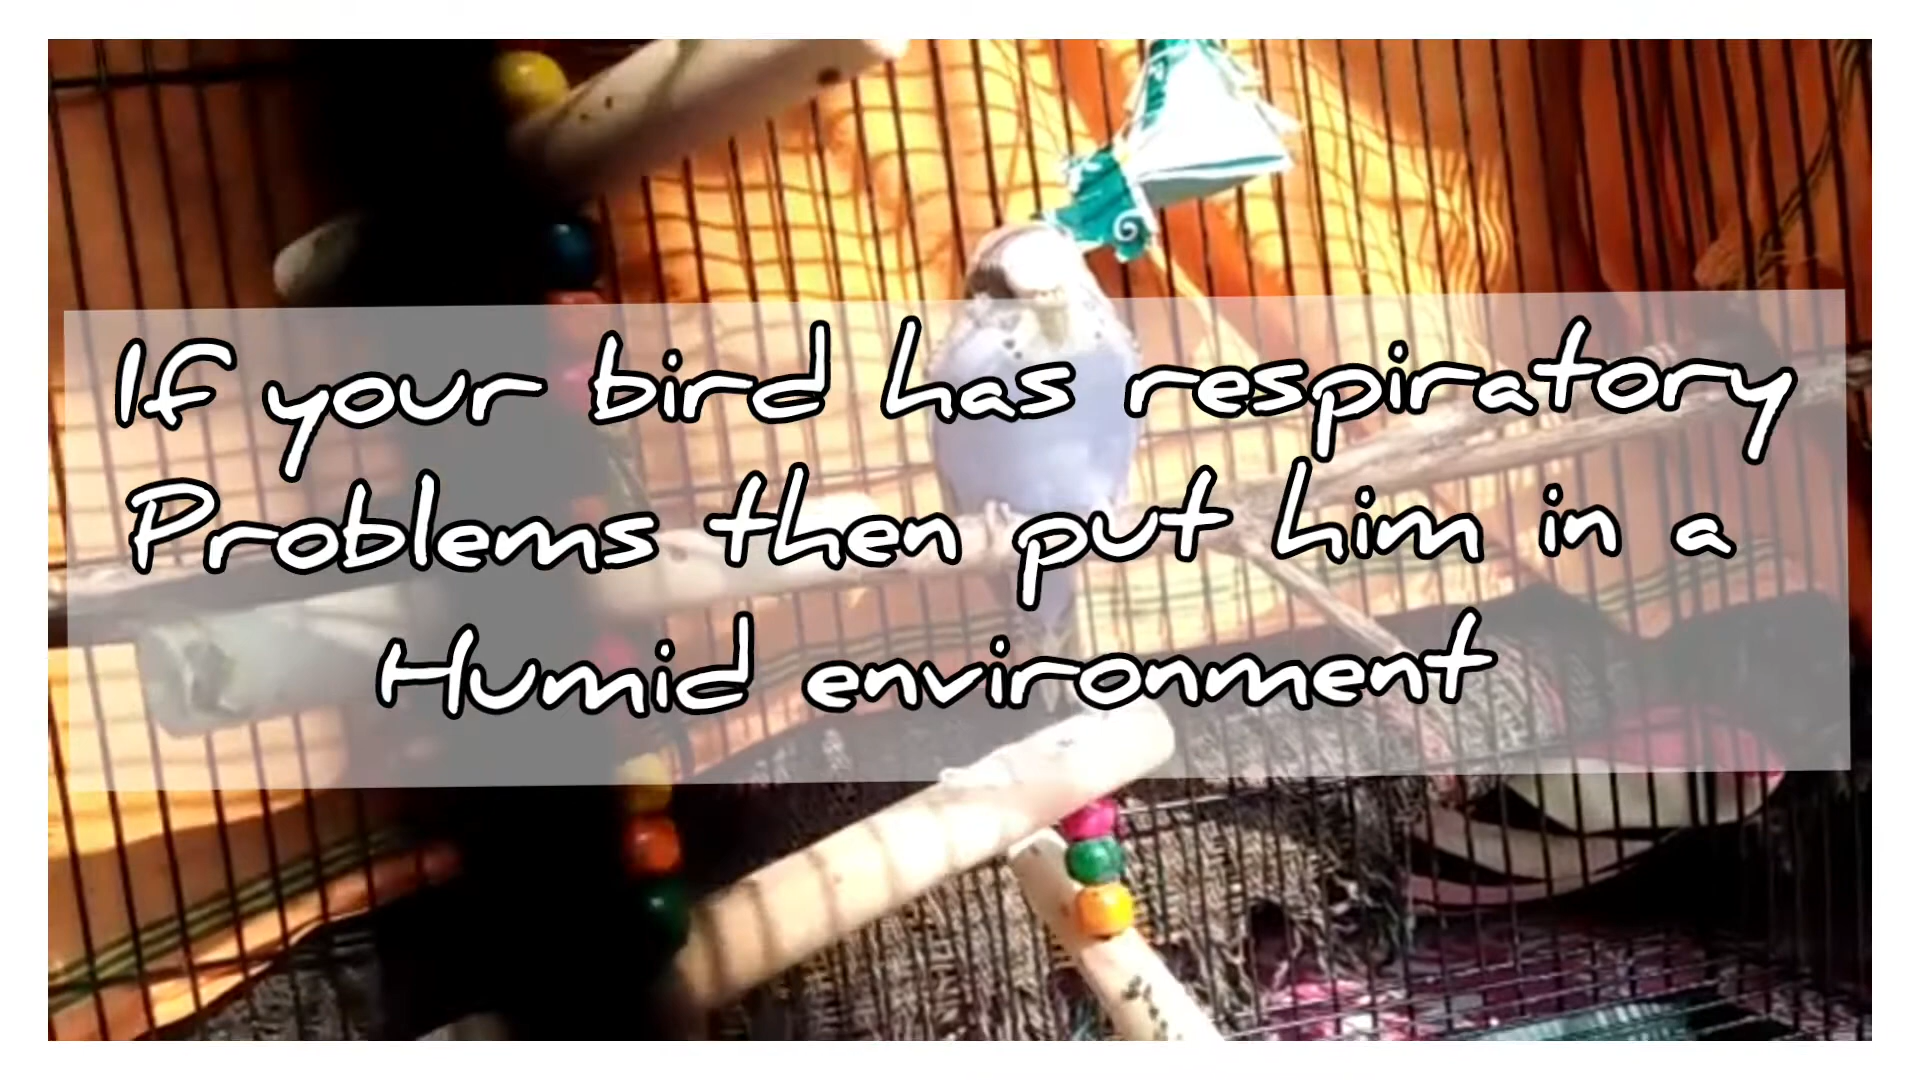 If your bird has respiratory
Problems then put him in a
Humid environment